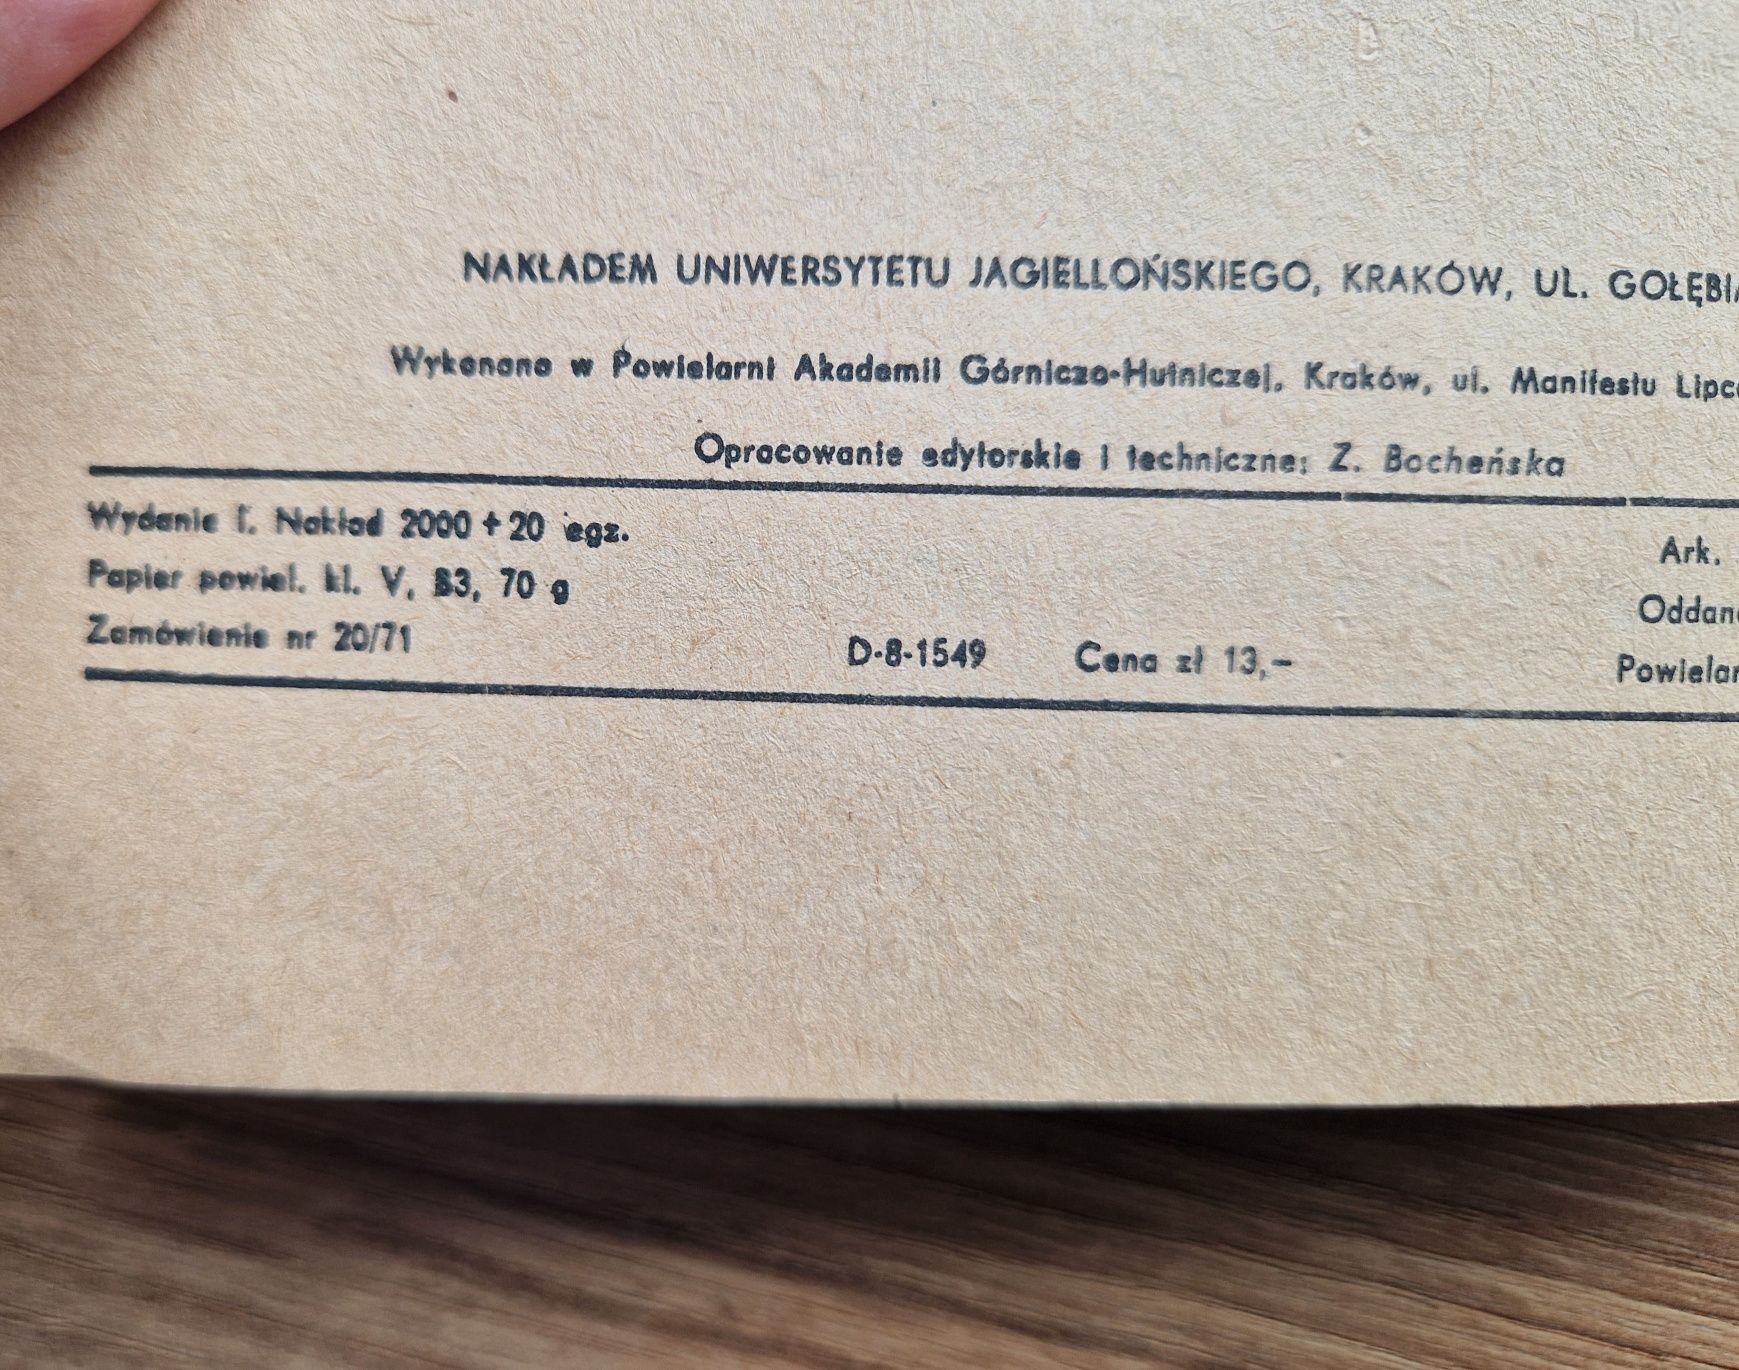 NAKŁADEM UNIWERSYTETU JAGIELLOŃSKIEGO, KRAKÓW, UL. GOŁĘBIA
Wykonano w Powielarni Akademii Górniczo-Hutniczej, Kraków, ul. Manifestu Lipco
Opracowanie edytorskie i techniczne: Z. Bocheńska
Wydanie I. Nakład 2000 + 20 egz.
Ark.
Papier powiel. kl. V, B3, 70 g
Oddano
Zamówienie nr 20/71
D-8-1549 Cena zł 13,–
Powielar